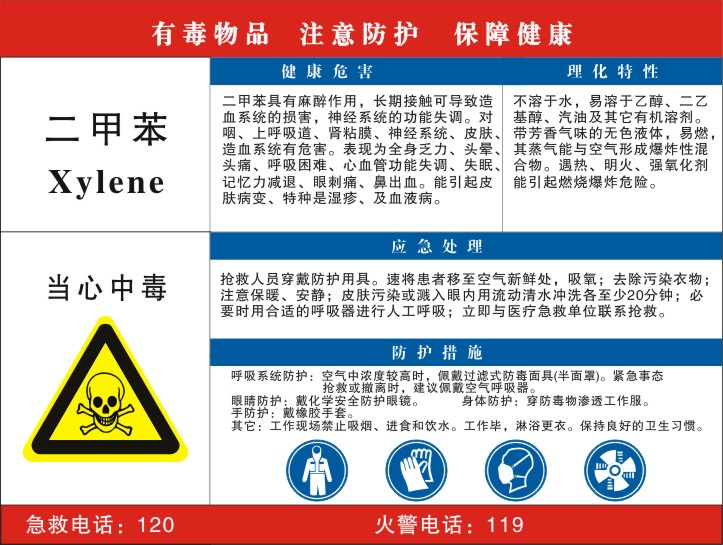 有毒物品 注意防护 保障健康
二甲苯
Xylene
健康危害
二甲苯具有麻醉作用，长期接触可导致造
血系统的损害，神经系统的功能失调。对
咽、上呼吸道、肾粘膜、神经系统、皮肤、
造血系统有危害。表现为全身乏力、头晕、
头痛、呼吸困难、心血管功能失调、失眠、
记忆力减退、眼刺痛、鼻出血。能引起皮
肤病变、特种是湿疹、及血液病。
理化特性
不溶于水，易溶于乙醇、二乙
基醇、汽油及其它有机溶剂。
带芳香气味的无色液体，易燃，
其蒸气能与空气形成爆炸性混
合物。遇热、明火、强氧化剂
能引起燃烧爆炸危险。
当心中毒
应急处理
抢救人员穿戴防护用具。速将患者移至空气新鲜处，吸氧；去除污染衣物；
注意保暖、安静；皮肤污染或溅入眼内用流动清水冲洗各至少20分钟；必
要时用合适的呼吸器进行人工呼吸；立即与医疗急救单位联系抢救。
防护措施
呼吸系统防护：空气中浓度较高时，佩戴过滤式防毒面具(半面罩)。紧急事态
抢救或撤离时，建议佩戴空气呼吸器。
眼睛防护：戴化学安全防护眼镜。 身体防护：穿防毒物渗透工作服。
手防护：戴橡胶手套。
其它：工作现场禁止吸烟、进食和饮水。工作毕，淋浴更衣。保持良好的卫生习惯。
急救电话：120 火警电话：119